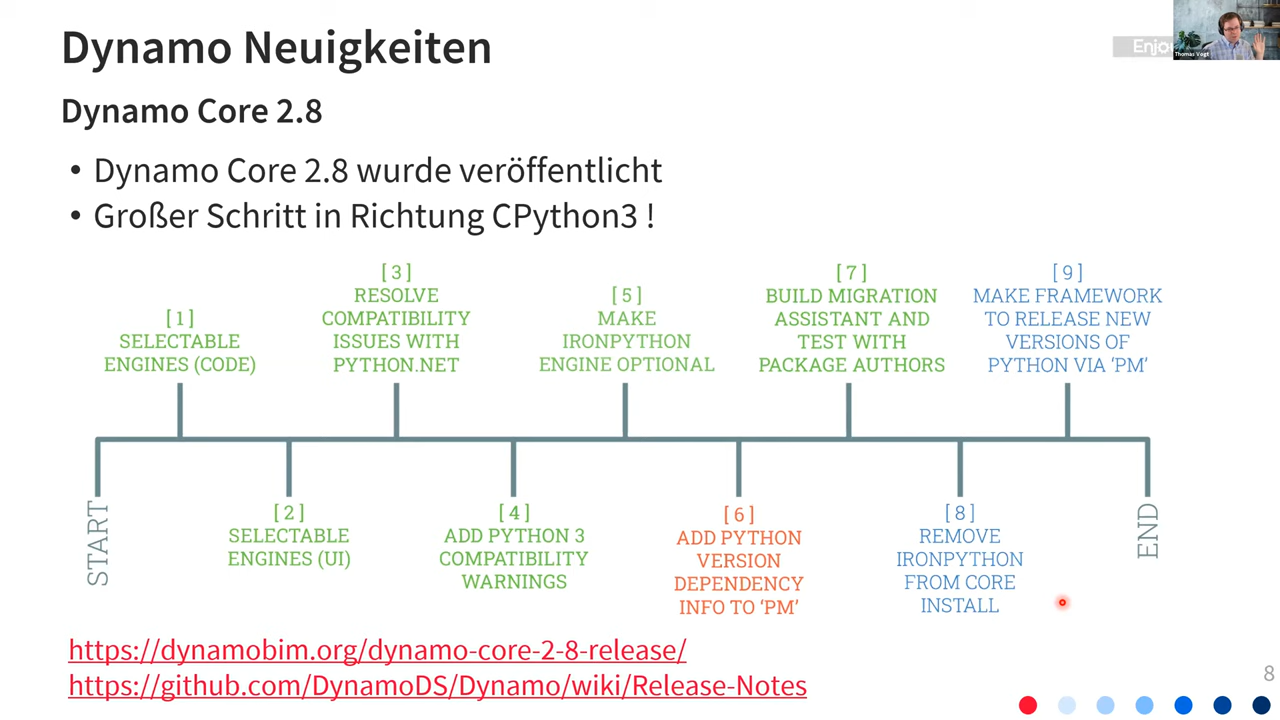 Dynamo Neuigkeiten
Enjo
Thomas Vogt
Dynamo Core 2.8
• Dynamo Core 2.8 wurde veröffentlicht
• Großer Schritt in Richtung CPython3 !
[ 1 ]
SELECTABLE
ENGINES (CODE)
[ 3 ]
RESOLVE
COMPATIBILITY
ISSUES WITH
PYTHON.NET
[ 5 ]
MAKE
IRONPYTHON
ENGINE OPTIONAL
[ 7 ]
BUILD MIGRATION
ASSISTANT AND
TEST WITH
PACKAGE AUTHORS
[ 9 ]
MAKE FRAMEWORK
TO RELEASE NEW
VERSIONS OF
PYTHON VIA ‘PM’
START
[ 2 ]
SELECTABLE
ENGINES (UI)
[ 4 ]
ADD PYTHON 3
COMPATIBILITY
WARNINGS
[ 6 ]
ADD PYTHON
VERSION
DEPENDENCY
INFO TO ‘PM’
[ 8 ]
REMOVE
IRONPYTHON
FROM CORE
INSTALL
END
https://dynamobim.org/dynamo-core-2-8-release/
https://github.com/DynamoDS/Dynamo/wiki/Release-Notes
8